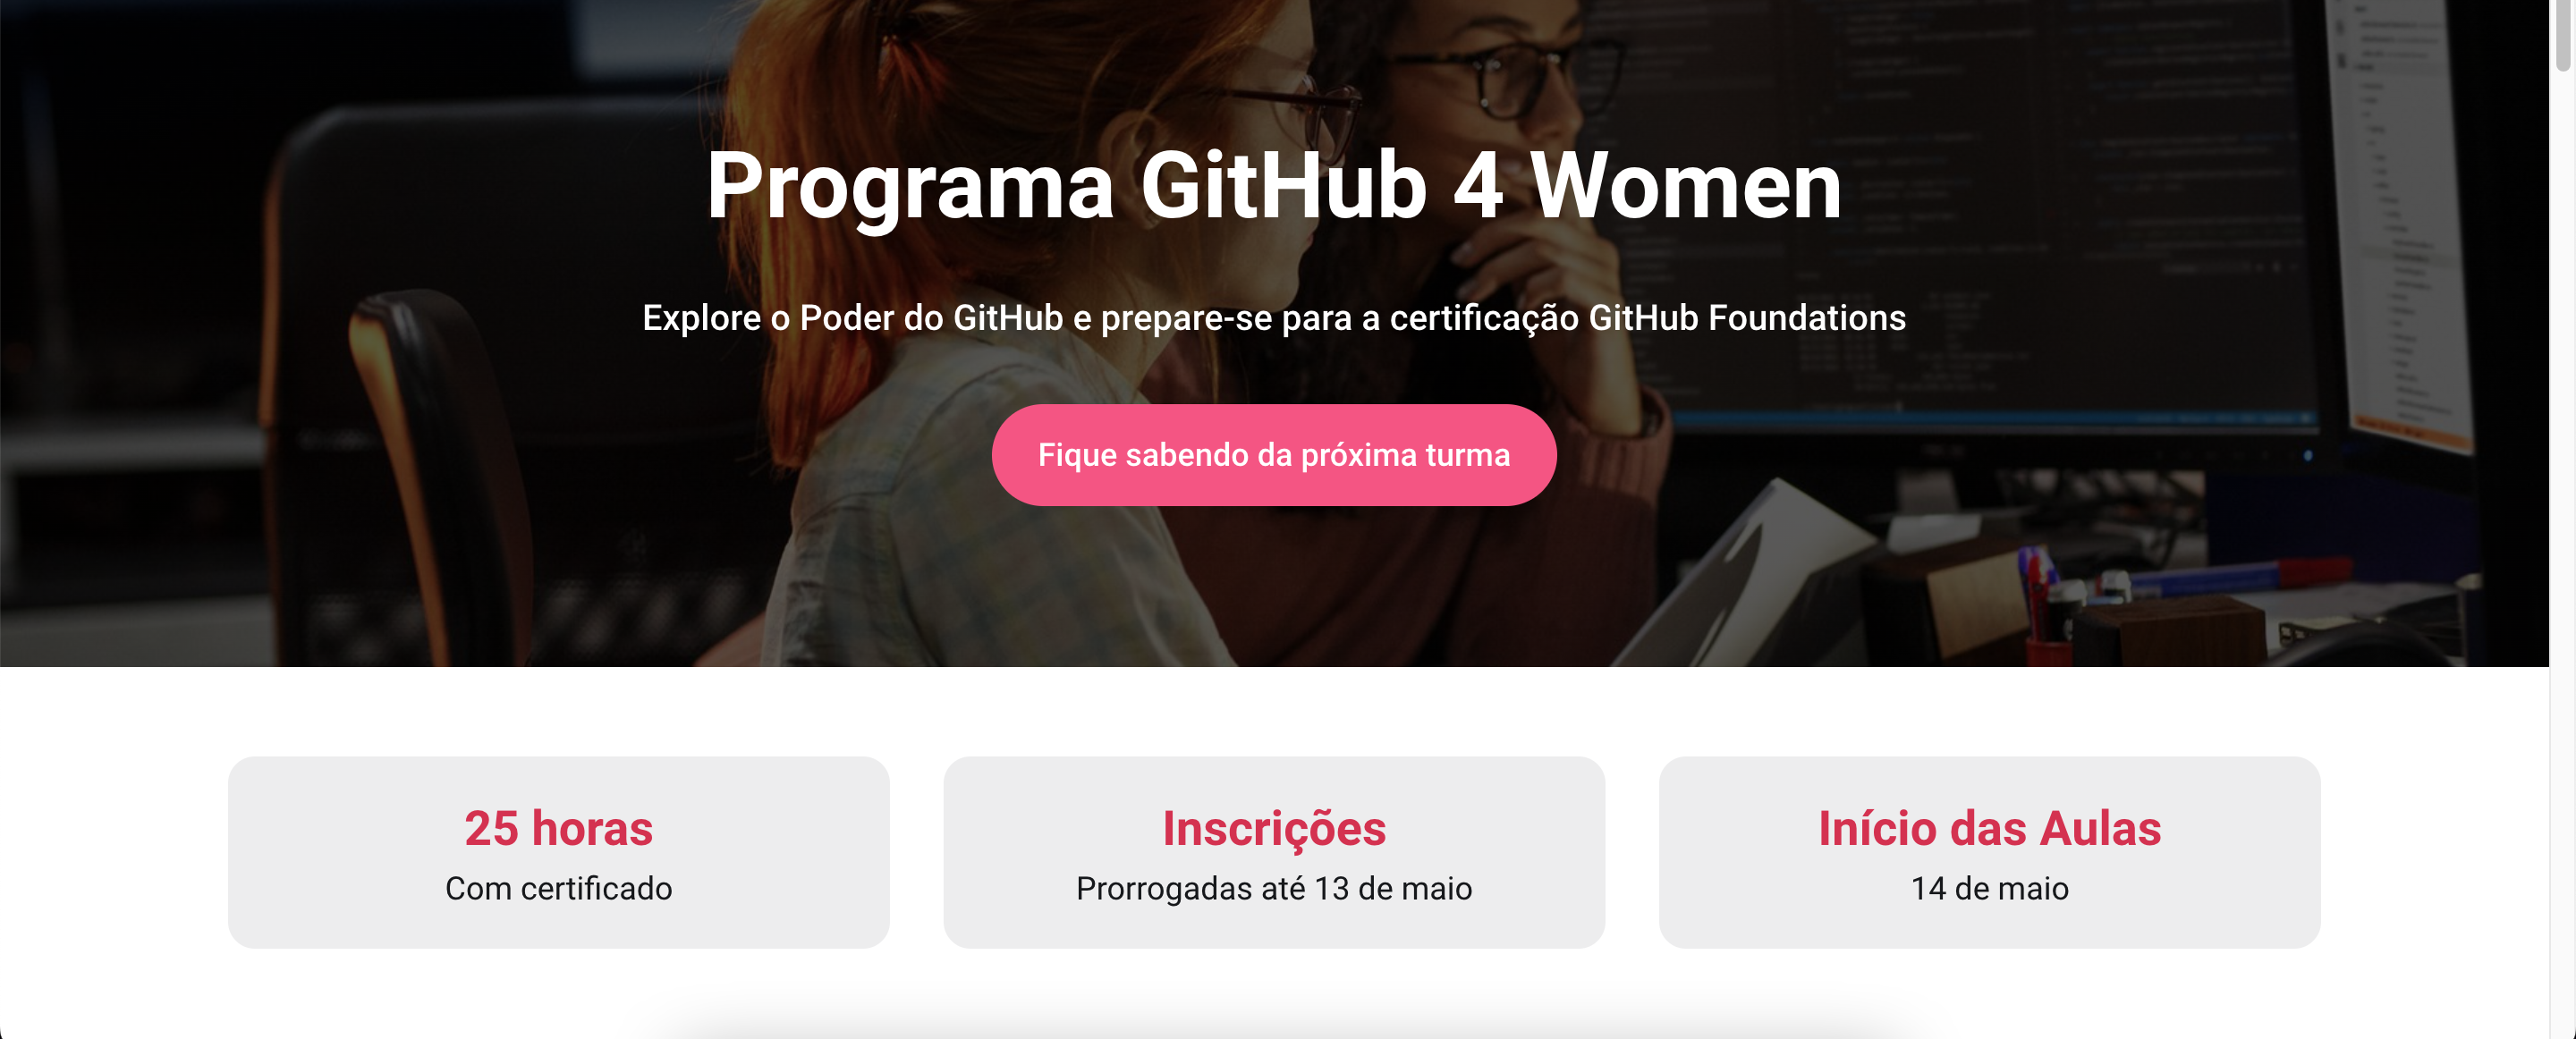 Programa GitHub 4 Women
Explore o Poder do GitHub e prepare-se para a certificação GitHub Foundations
Fique sabendo da próxima turma
25 horas
Com certificado
Inscrições
Prorrogadas até 13 de maio
Início das Aulas
14 de maio